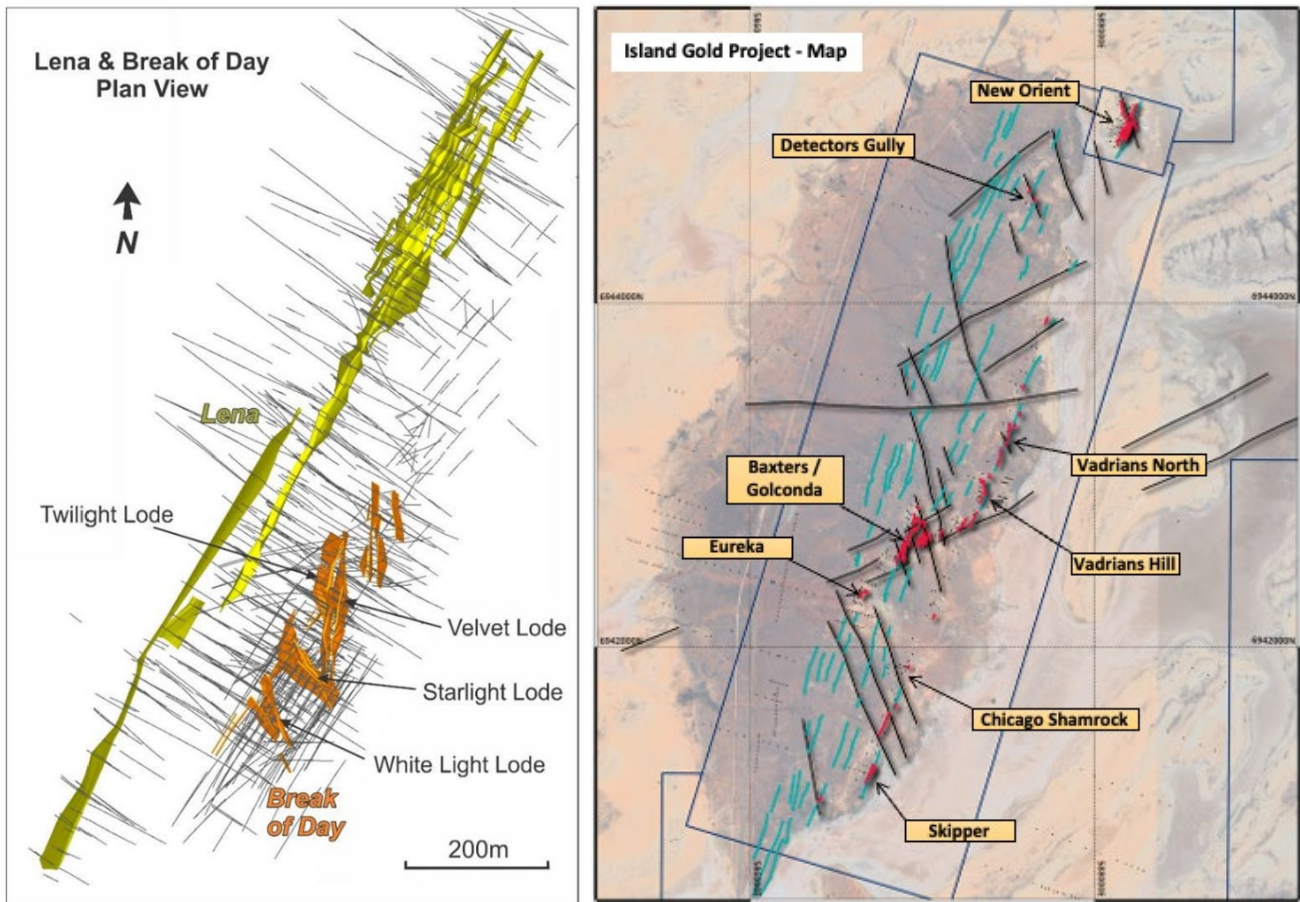 Lena & Break of Day
Plan View
N
Lena
Twilight Lode
Velvet Lode
Starlight Lode
White Light Lode
Break
of Day
200m
Island Gold Project - Map
New Orient
Detectors Gully
6944000N
6944000N
Baxters /
Golconda
Vadrians North
Eureka
Vadrians Hill
6942000N
6942000N
Chicago Shamrock
Skipper